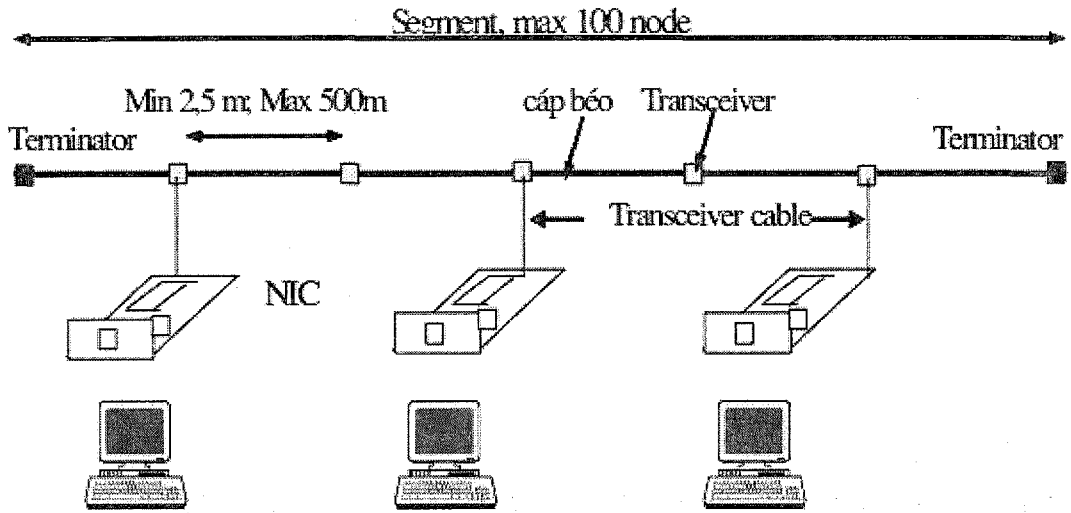 Segment, max 100 node
Min 2,5 m; Max 500m
cáp béo
Transceiver
Terminator
Terminator
Transceiver cable
NIC